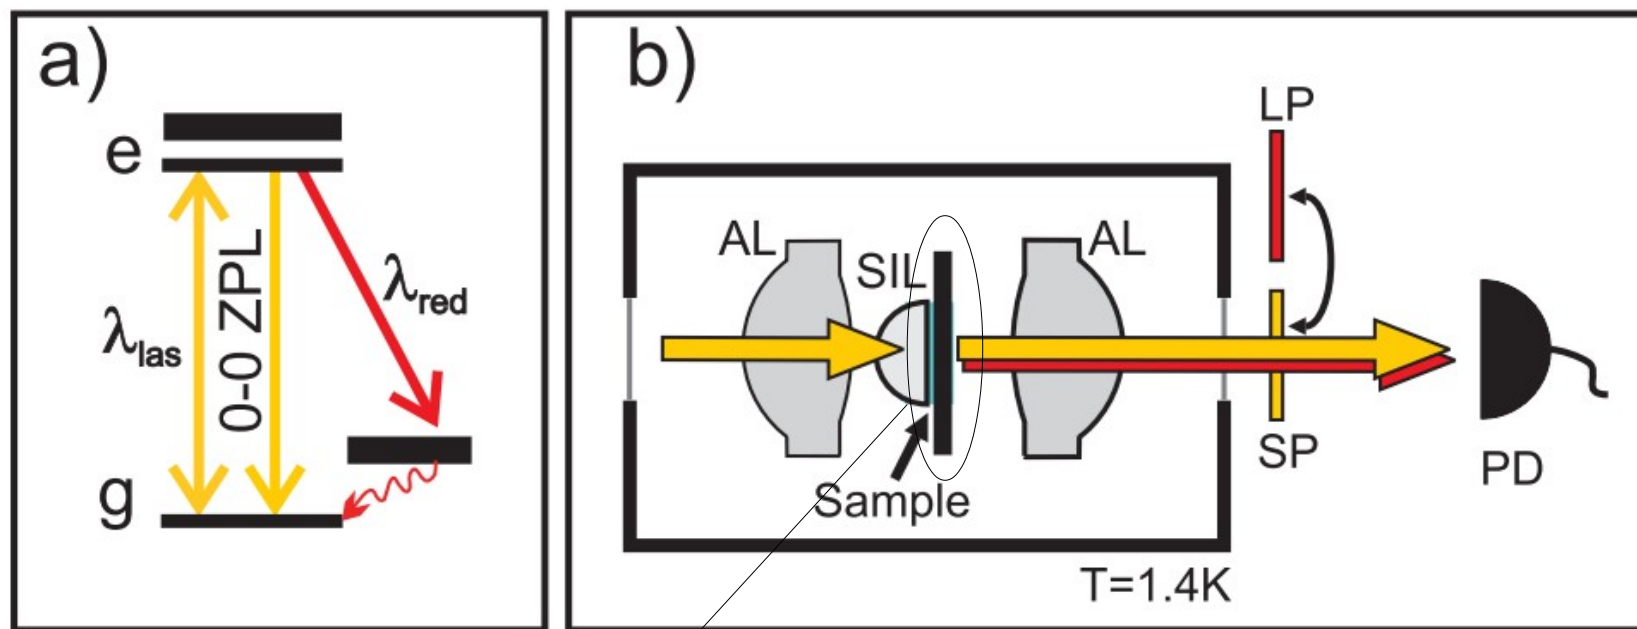 a)
e
λlas
0-0 ZPL
λred
g
b)
LP
AL
SIL
AL
Sample
SP
PD
T=1.4K